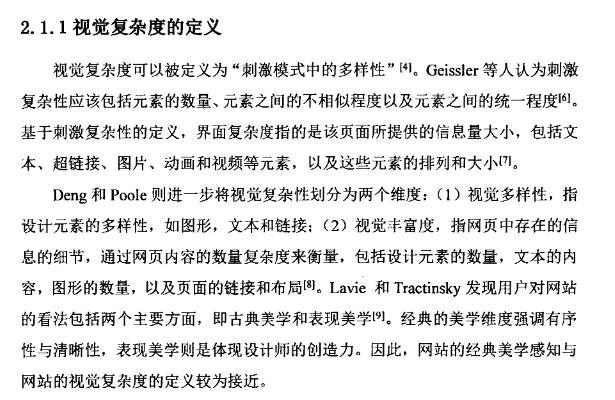 2.1.1 视觉复杂度的定义
视觉复杂度可以被定义为“刺激模式中的多样性”[4]。Geissler 等人认为刺激
复杂性应该包括元素的数量、元素之间的不相似程度以及元素之间的统一程度[6]。
基于刺激复杂性的定义，界面复杂度指的是该页面所提供的信息量大小，包括文
本、超链接、图片、动画和视频等元素，以及这些元素的排列和大小[7]。
Deng 和 Poole 则进一步将视觉复杂性划分为两个维度：（1）视觉多样性，指
设计元素的多样性，如图形，文本和链接；（2）视觉丰富度，指网页中存在的信
息的细节，通过网页内容的数量复杂度来衡量，包括设计元素的数量，文本的内
容，图形的数量，以及页面的链接和布局[8]。Lavie 和 Tractinsky 发现用户对网站
的看法包括两个主要方面，即古典美学和表现美学[9]。经典的美学维度强调有序
性与清晰性，表现美学则是体现设计师的创造力。因此，网站的经典美学感知与
网站的视觉复杂度的定义较为接近。